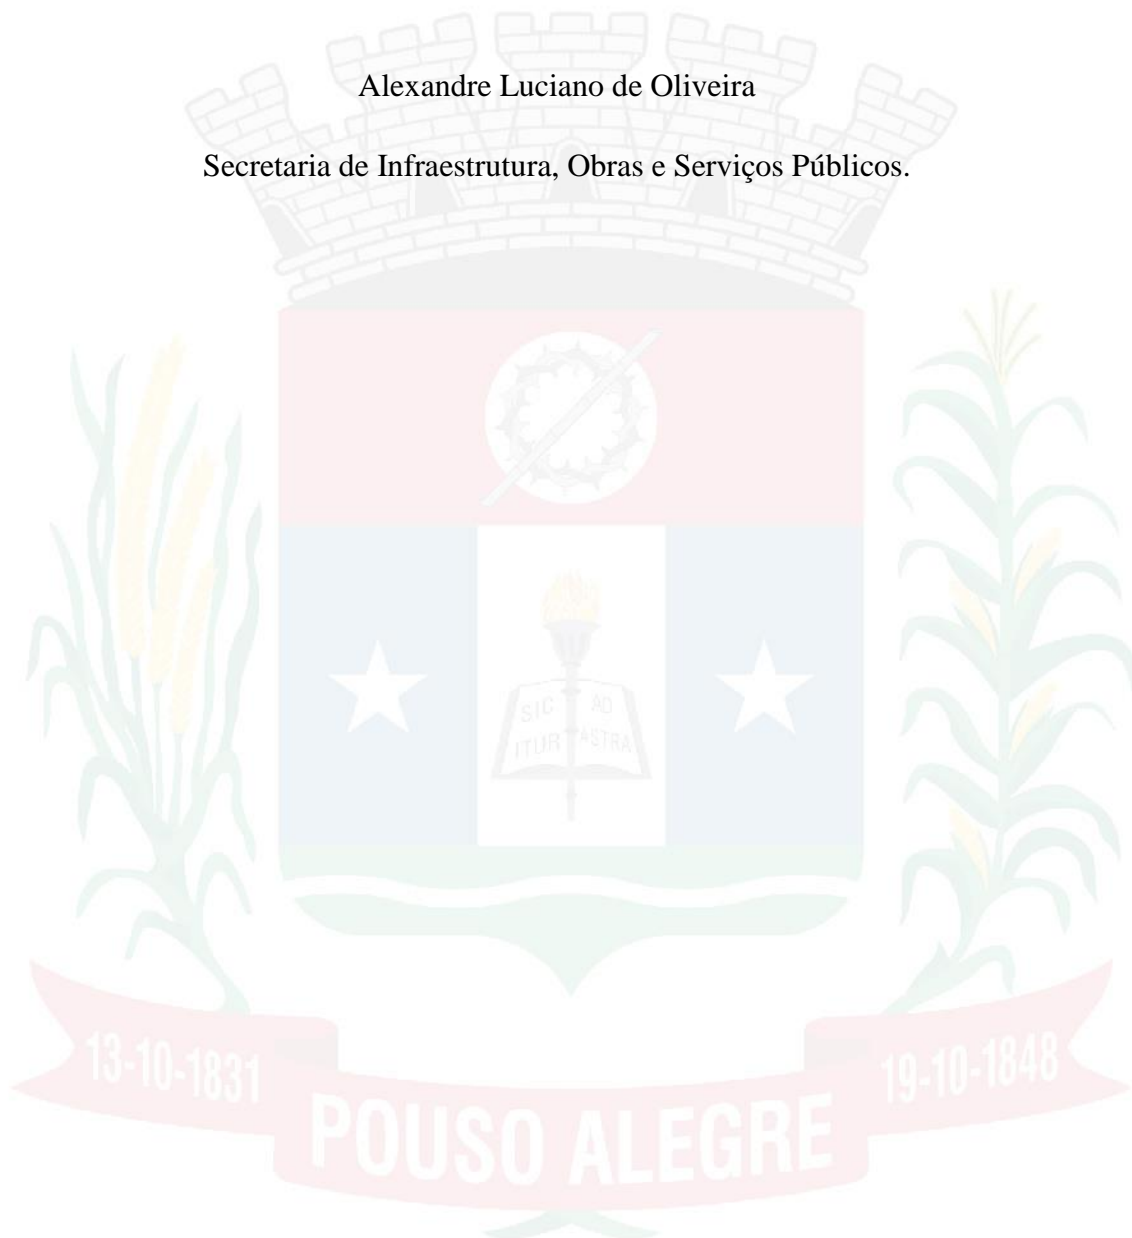 Alexandre Luciano de Oliveira
Secretaria de Infraestrutura, Obras e Serviços Públicos.
SIC AD
ITUR ASTRA
13-10-1831
19-10-1848
POUSO ALEGRE